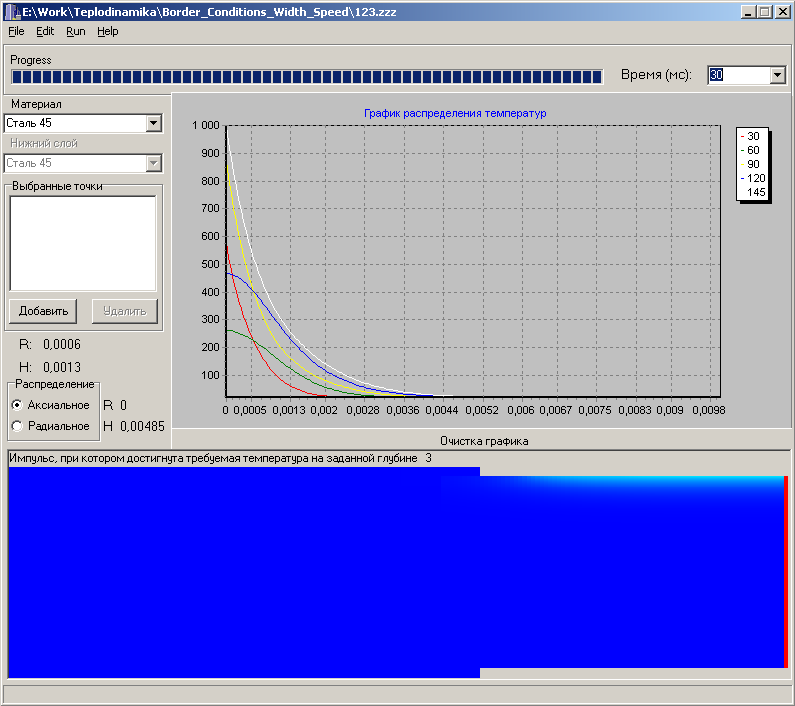 E:\Work\Teplodinamika\Border_Conditions_Width_Speed\123.zzz
File Edit Run Help
Progress
Время (мс): 30
Материал
Сталь 45
Нижний слой
Сталь 45
Выбранные точки
Добавить Удалить
R: 0,0006
H: 0,0013
Распределение
Аксиальное R 0
Радиальное H 0,00485
График распределения температур
1 000
900
800
700
600
500
400
300
200
100
0 0,0005 0,0013 0,002 0,0028 0,0036 0,0044 0,0052 0,006 0,0067 0,0075 0,0083 0,009 0,0098
30
60
90
120
145
Очистка графика
Импульс, при котором достигнута требуемая температура на заданной глубине 3